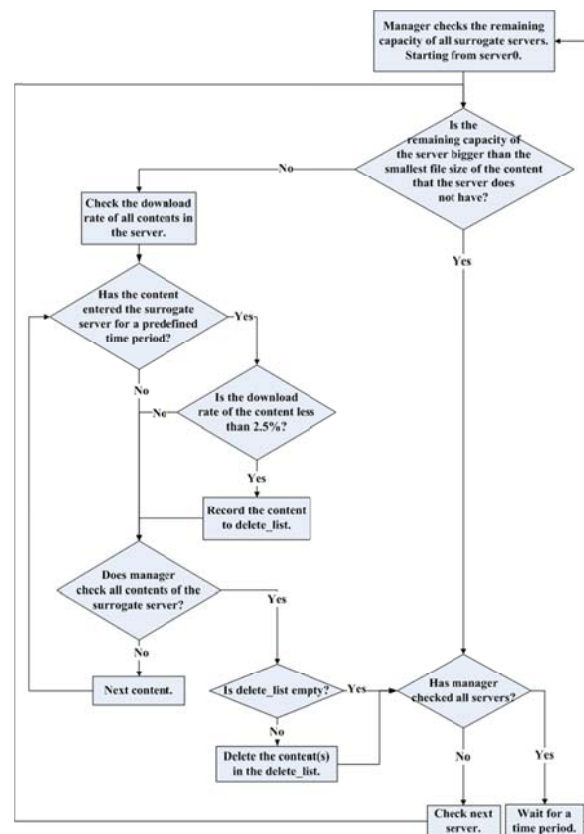 Manager checks the remaining
capacity of all surrogate servers.
Starting from server0.
Is the
remaining capacity of
the server bigger than the
smallest file size of the content
that the server does
not have?
No
Yes
Check the download
rate of all contents in
the server.
Has the content
entered the surrogate
server for a predefined
time period?
Yes
No
Is the download
rate of the content less
than 2.5%?
No
Yes
Record the content
to delete_list.
Does manager
check all contents of the
surrogate server?
Yes
No
Next content.
Is delete_list empty?
Yes
No
Delete the content(s)
in the delete_list.
Has manager
checked all servers?
No
Yes
Check next
server.
Wait for a
time period.